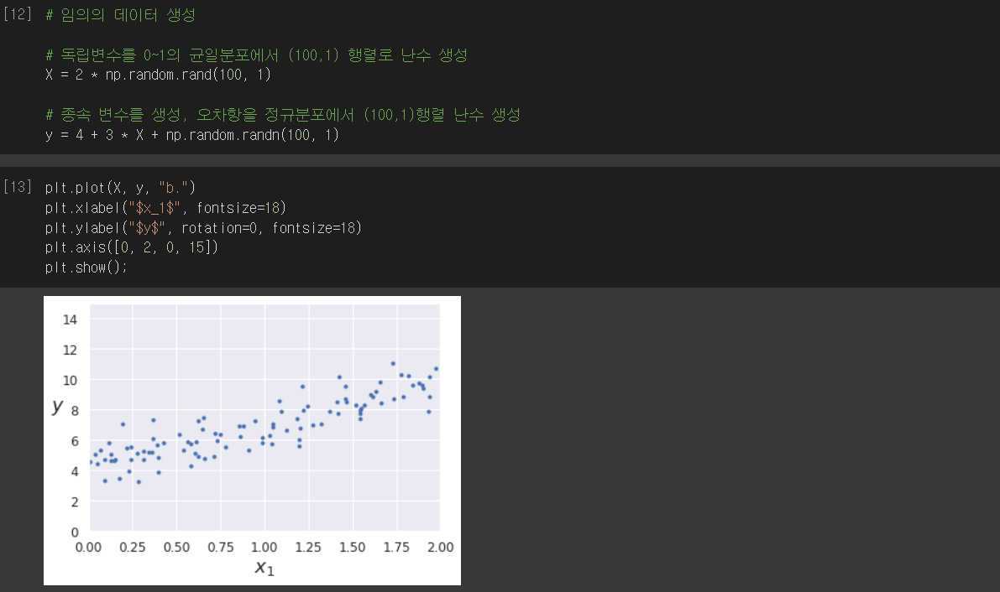 [12] # 임의의 데이터 생성
# 독립변수를 0~1의 균일분포에서 (100,1) 행렬로 난수 생성
X = 2 * np.random.rand(100, 1)
# 종속 변수를 생성, 오차항을 정규분포에서 (100,1)행렬 난수 생성
y = 4 + 3 * X + np.random.randn(100, 1)
[13] plt.plot(X, y, "b.")
plt.xlabel("$x_1$", fontsize=18)
plt.ylabel("$y$", rotation=0, fontsize=18)
plt.axis([0, 2, 0, 15])
plt.show();
14
12
10
y
8
6
4
2
0
0.00 0.25 0.50 0.75 1.00 1.25 1.50 1.75 2.00
x1